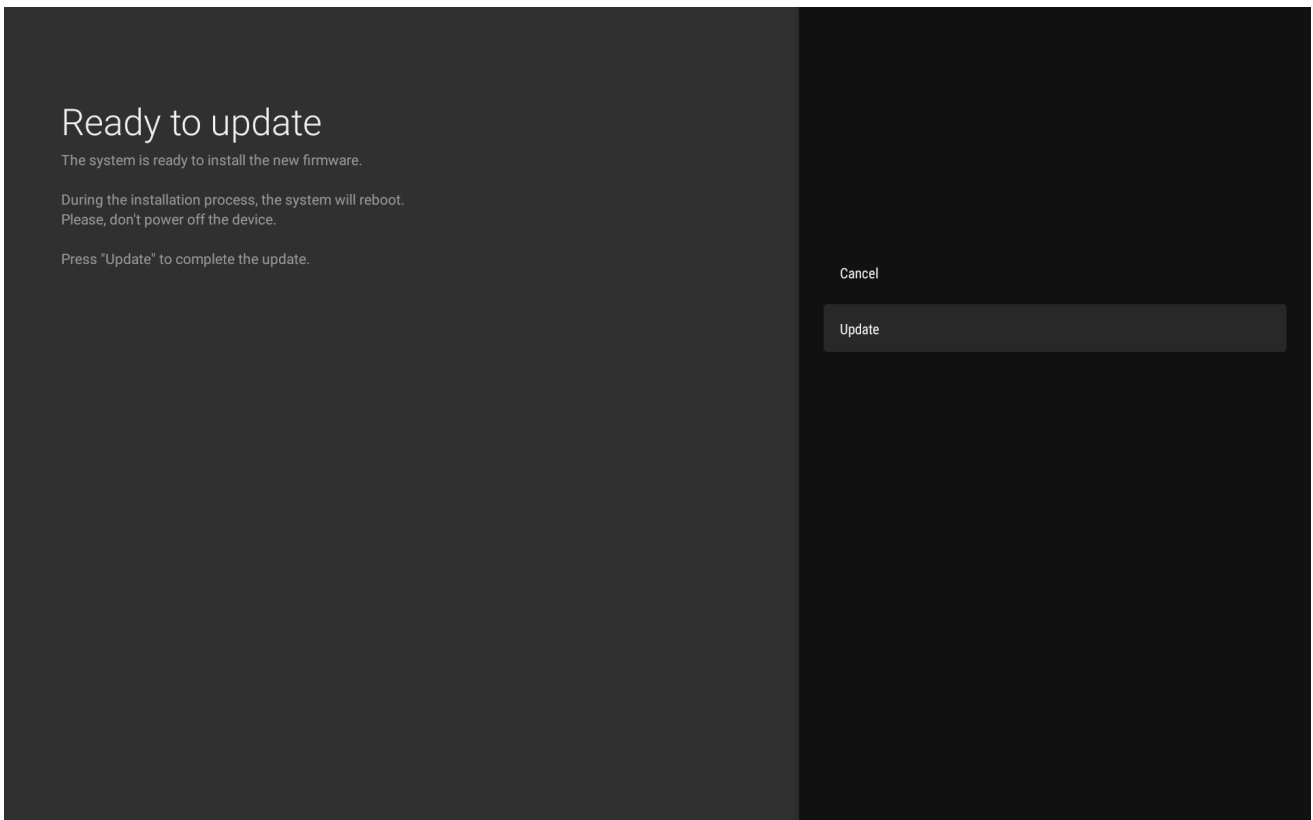 Ready to update
The system is ready to install the new firmware.
During the installation process, the system will reboot.
Please, don't power off the device.
Press "Update" to complete the update.
Cancel
Update